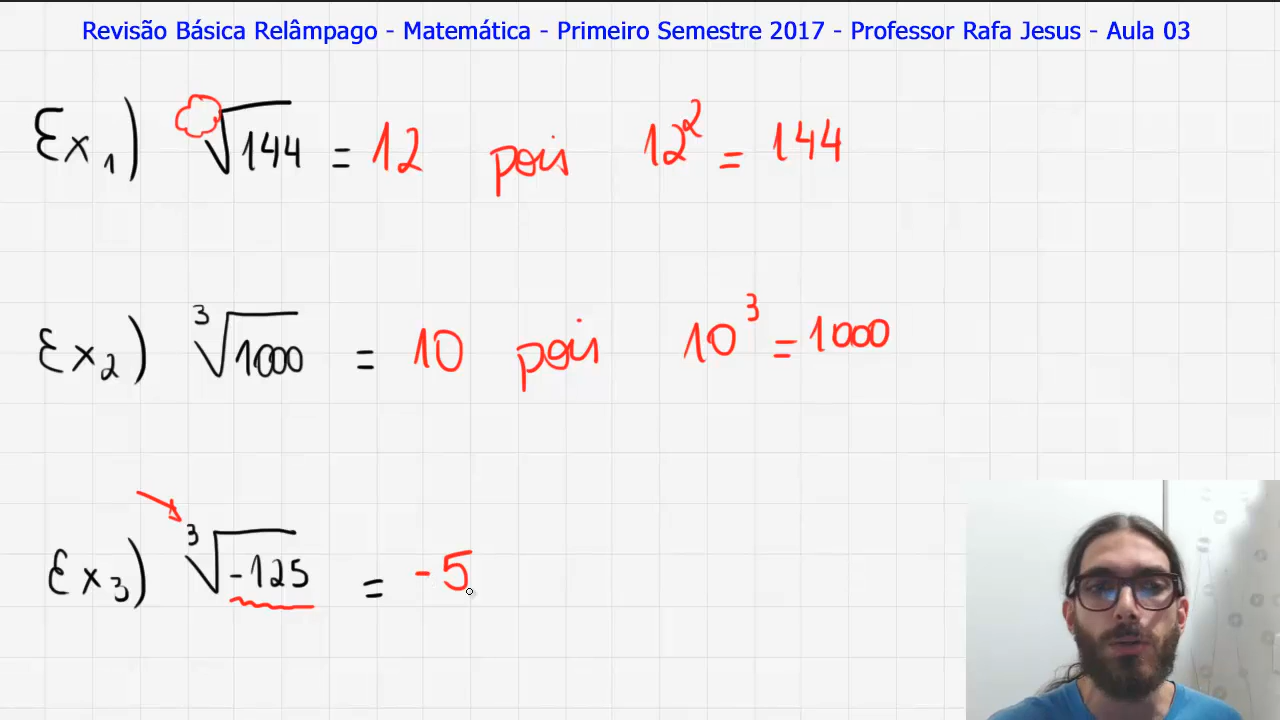 Revisão Básica Relâmpago - Matemática - Primeiro Semestre 2017 - Professor Rafa Jesus - Aula 03
Ex1) √144 = 12 pois 12² = 144
Ex2) ³√1000 = 10 pois 10³ = 1000
Ex3) ³√-125 = -5